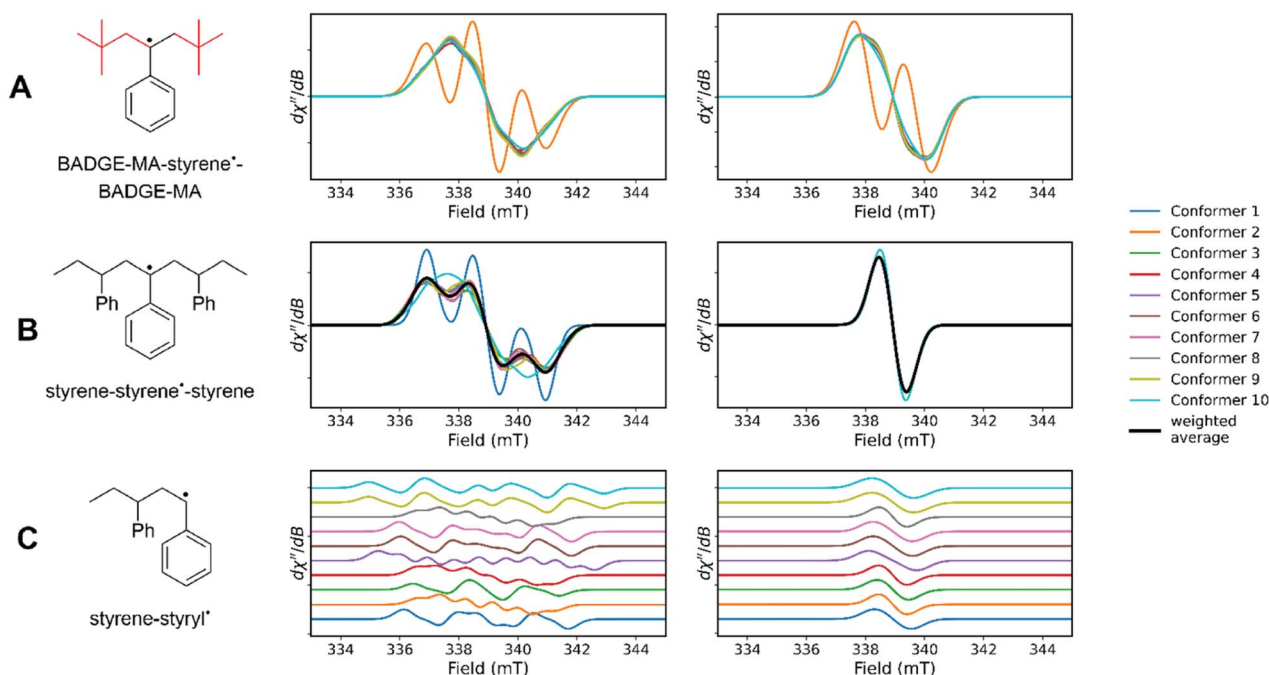 A
BADGE-MA-styrene•-
BADGE-MA
dχ″/dB
334 336 338 340 342 344
Field (mT)
dχ″/dB
334 336 338 340 342 344
Field (mT)
B
Ph Ph
styrene-styrene•-styrene
dχ″/dB
334 336 338 340 342 344
Field (mT)
dχ″/dB
334 336 338 340 342 344
Field (mT)
C
Ph
styrene-styryl•
dχ″/dB
334 336 338 340 342 344
Field (mT)
dχ″/dB
334 336 338 340 342 344
Field (mT)
Conformer 1
Conformer 2
Conformer 3
Conformer 4
Conformer 5
Conformer 6
Conformer 7
Conformer 8
Conformer 9
Conformer 10
weighted
average